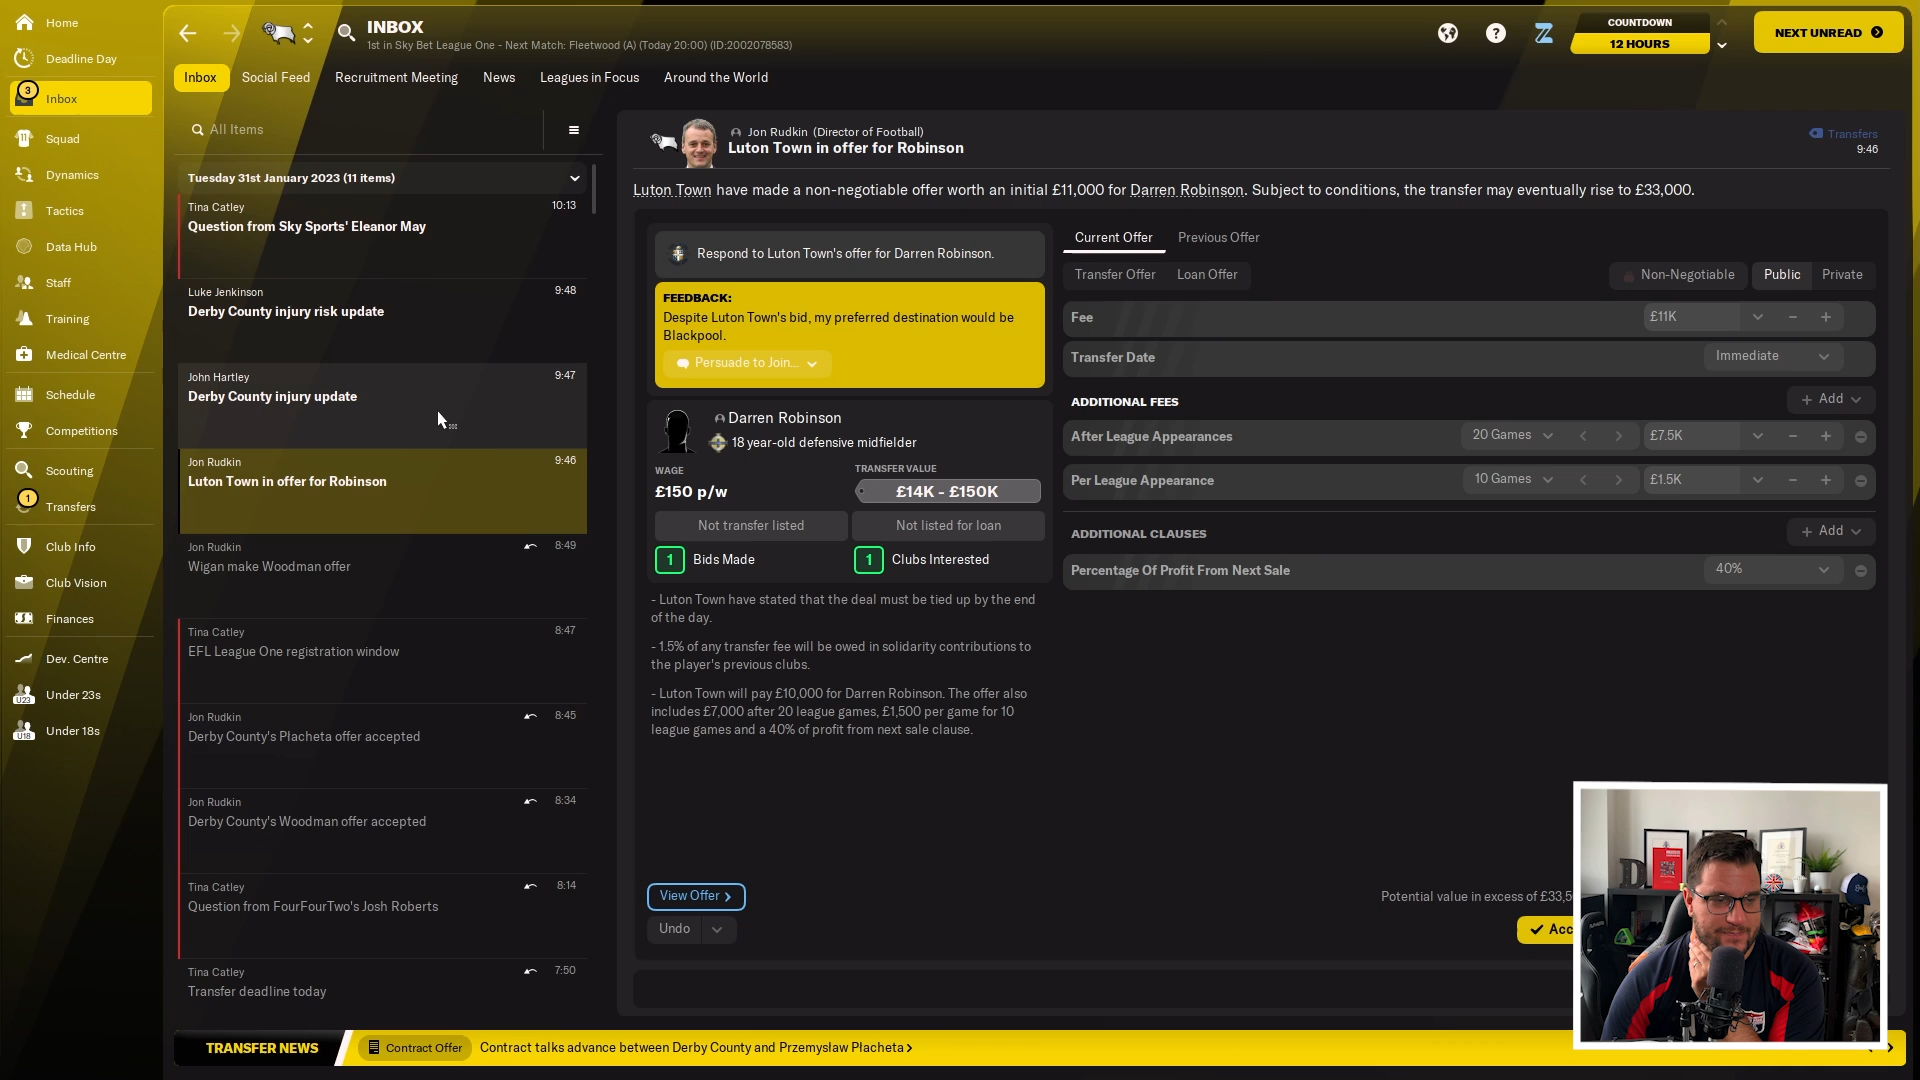 Home
Deadline Day
3
Inbox
Squad
Dynamics
Tactics
Data Hub
Staff
Training
Medical Centre
Schedule
Competitions
Scouting
1
Transfers
Club Info
Club Vision
Finances
Dev. Centre
U23
Under 23s
U18
Under 18s
INBOX
1st in Sky Bet League One - Next Match: Fleetwood (A) (Today 20:00) (ID:2002078583)
COUNTDOWN
12 HOURS
NEXT UNREAD
Inbox
Social Feed
Recruitment Meeting
News
Leagues in Focus
Around the World
All Items
Tuesday 31st January 2023 (11 items)
Tina Catley 10:13
Question from Sky Sports' Eleanor May
Luke Jenkinson 9:48
Derby County injury risk update
John Hartley 9:47
Derby County injury update
Jon Rudkin 9:46
Luton Town in offer for Robinson
Jon Rudkin 8:49
Wigan make Woodman offer
Tina Catley 8:47
EFL League One registration window
Jon Rudkin 8:45
Derby County's Płacheta offer accepted
Jon Rudkin 8:34
Derby County's Woodman offer accepted
Tina Catley 8:14
Question from FourFourTwo's Josh Roberts
Tina Catley 7:50
Transfer deadline today
Jon Rudkin (Director of Football)
Luton Town in offer for Robinson
Transfers
9:46
Luton Town have made a non-negotiable offer worth an initial £11,000 for Darren Robinson. Subject to conditions, the transfer may eventually rise to £33,000.
Respond to Luton Town's offer for Darren Robinson.
FEEDBACK:
Despite Luton Town's bid, my preferred destination would be
Blackpool.
Persuade to Join...
Darren Robinson
18 year-old defensive midfielder
WAGE
£150 p/w
TRANSFER VALUE
£14K - £150K
Not transfer listed
Not listed for loan
1 Bids Made
1 Clubs Interested
- Luton Town have stated that the deal must be tied up by the end
of the day.
- 1.5% of any transfer fee will be owed in solidarity contributions to
the player's previous clubs.
- Luton Town will pay £10,000 for Darren Robinson. The offer also
includes £7,000 after 20 league games, £1,500 per game for 10
league games and a 40% of profit from next sale clause.
Current Offer
Previous Offer
Transfer Offer
Loan Offer
Non-Negotiable
Public
Private
Fee £11K
Transfer Date Immediate
ADDITIONAL FEES
Add
After League Appearances 20 Games £7.5K
Per League Appearance 10 Games £1.5K
ADDITIONAL CLAUSES
Add
Percentage Of Profit From Next Sale 40%
View Offer
Undo
Potential value in excess of £33,5
Acc
TRANSFER NEWS
Contract Offer
Contract talks advance between Derby County and Przemysław Płacheta